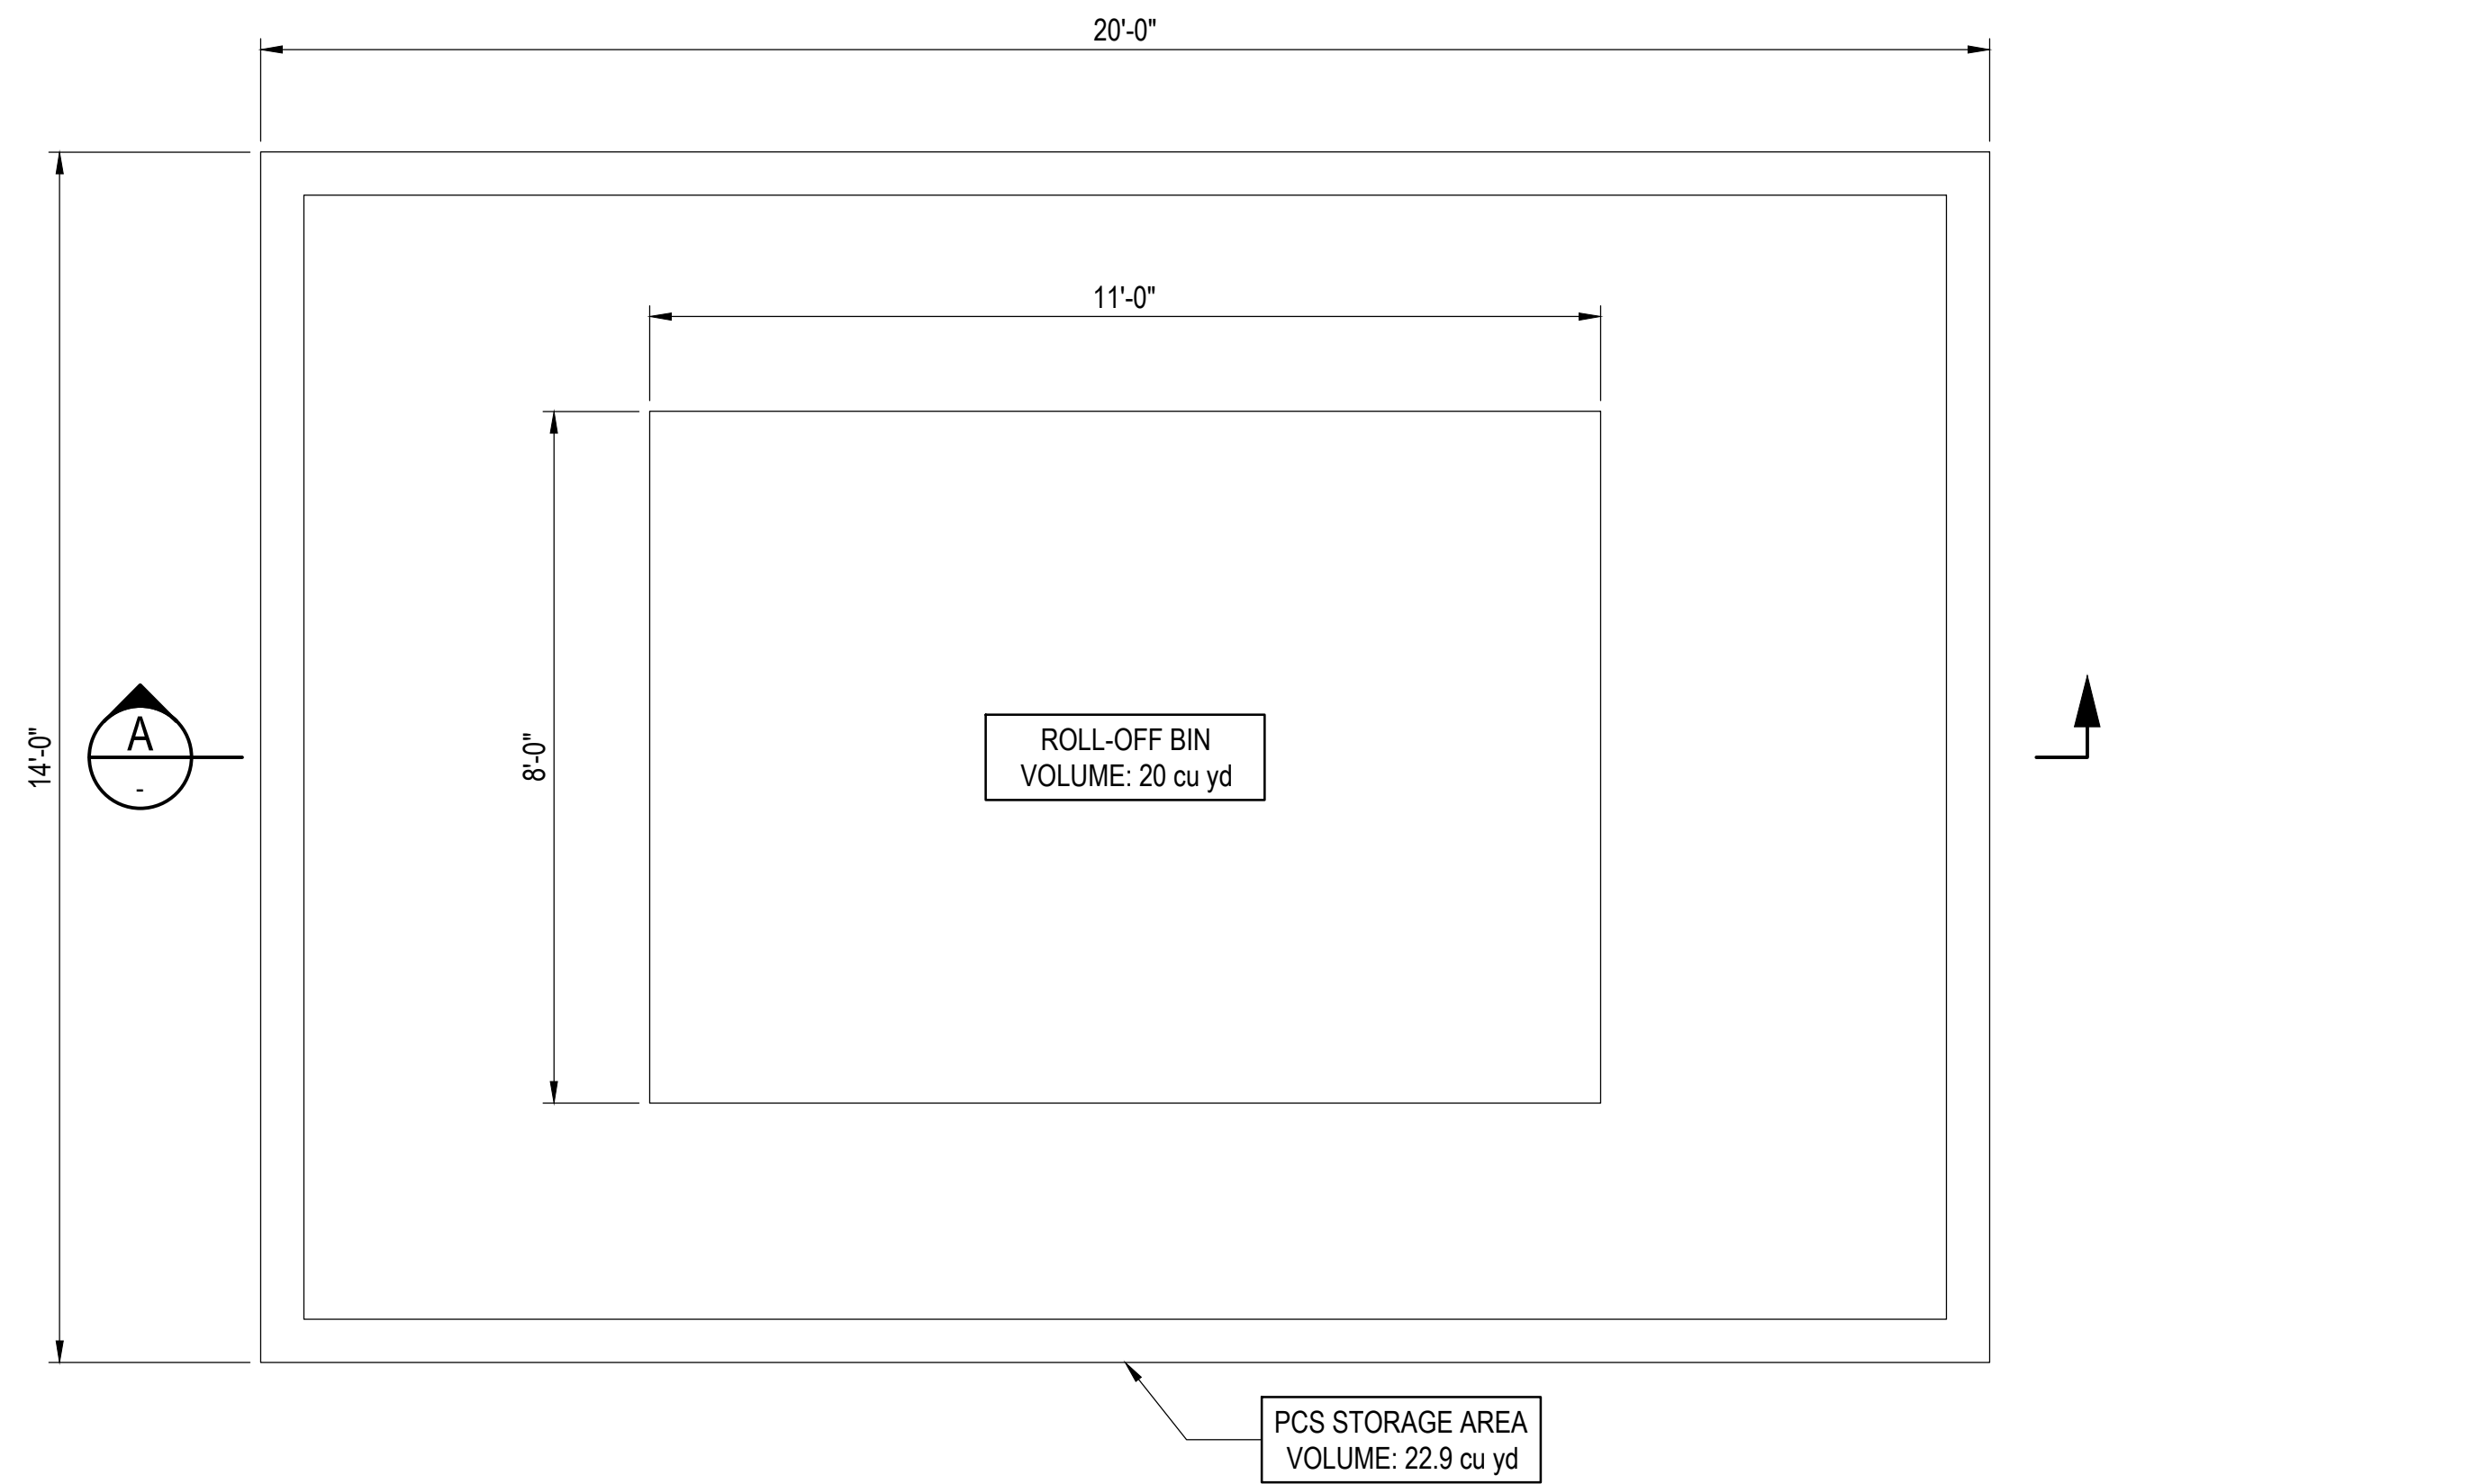 20'-0"
11'-0"
14'-0"
A
-
8'-0"
ROLL-OFF BIN
VOLUME: 20 cu yd
PCS STORAGE AREA
VOLUME: 22.9 cu yd